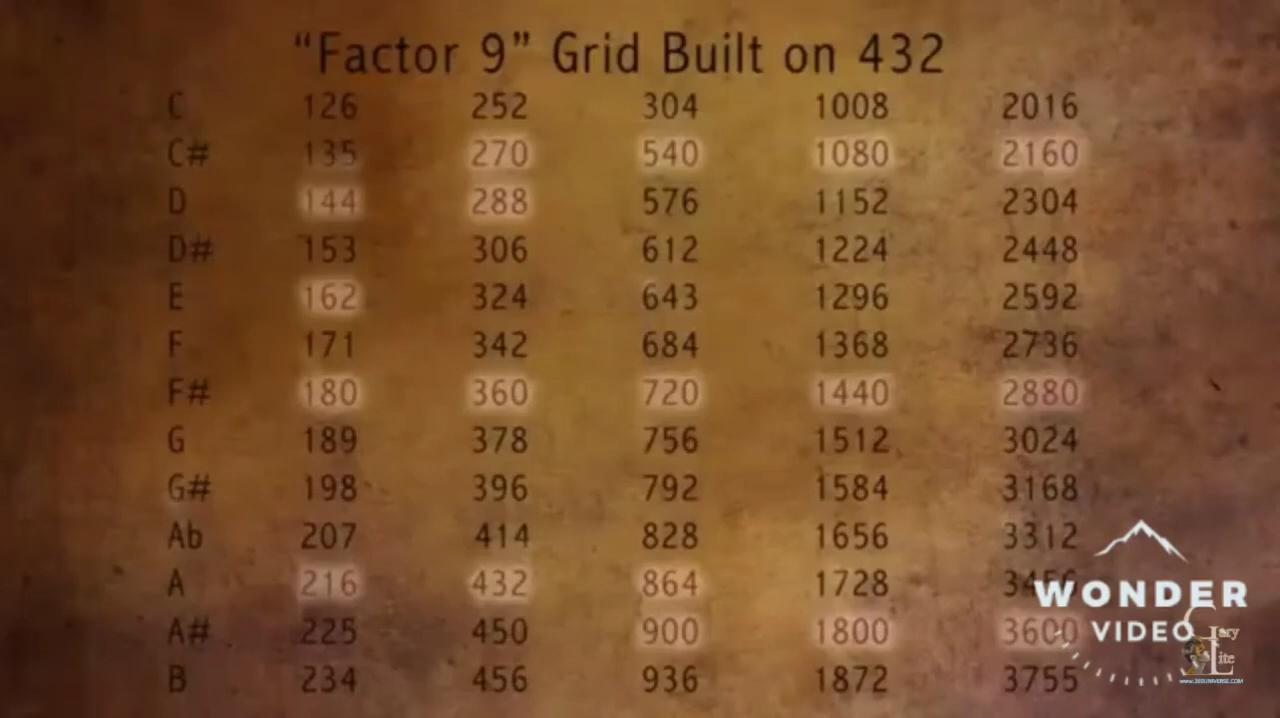 “Factor 9” Grid Built on 432
C 126 252 304 1008 2016
C# 135 270 540 1080 2160
D 144 288 576 1152 2304
D# 153 306 612 1224 2448
E 162 324 643 1296 2592
F 171 342 684 1368 2736
F# 180 360 720 1440 2880
G 189 378 756 1512 3024
G# 198 396 792 1584 3168
Ab 207 414 828 1656 3312
A 216 432 864 1728 3456
A# 225 450 900 1800 3600
B 234 456 936 1872 3755
WONDER
VIDEO